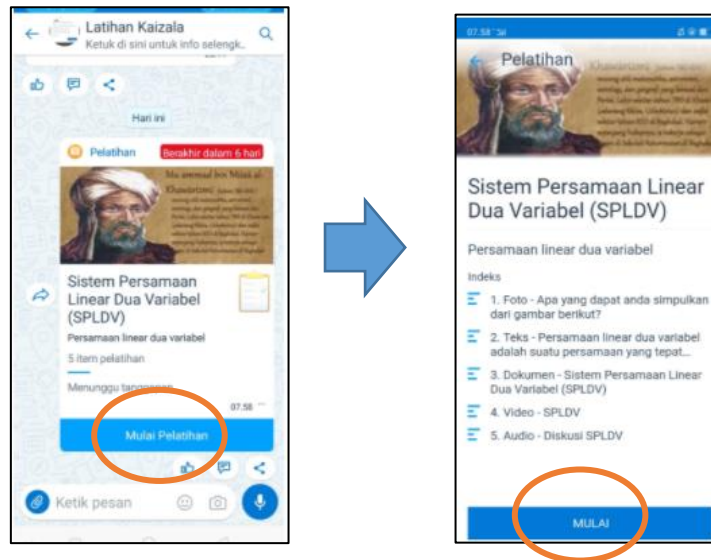 Latihan Kaizala
Ketuk di sini untuk info selengk..
Hari ini
Pelatihan
Berakhir dalam 6 hari
Sistem Persamaan
Linear Dua Variabel
(SPLDV)
Persamaan linear dua variabel
5 item pelatihan
Menunggu tanggapan
07.58
Mulai Pelatihan
Ketik pesan
07.58
Pelatihan
Sistem Persamaan Linear
Dua Variabel (SPLDV)
Persamaan linear dua variabel
Indeks
1. Foto - Apa yang dapat anda simpulkan
dari gambar berikut?
2. Teks - Persamaan linear dua variabel
adalah suatu persamaan yang tepat...
3. Dokumen - Sistem Persamaan Linear
Dua Variabel (SPLDV)
4. Video - SPLDV
5. Audio - Diskusi SPLDV
MULAI